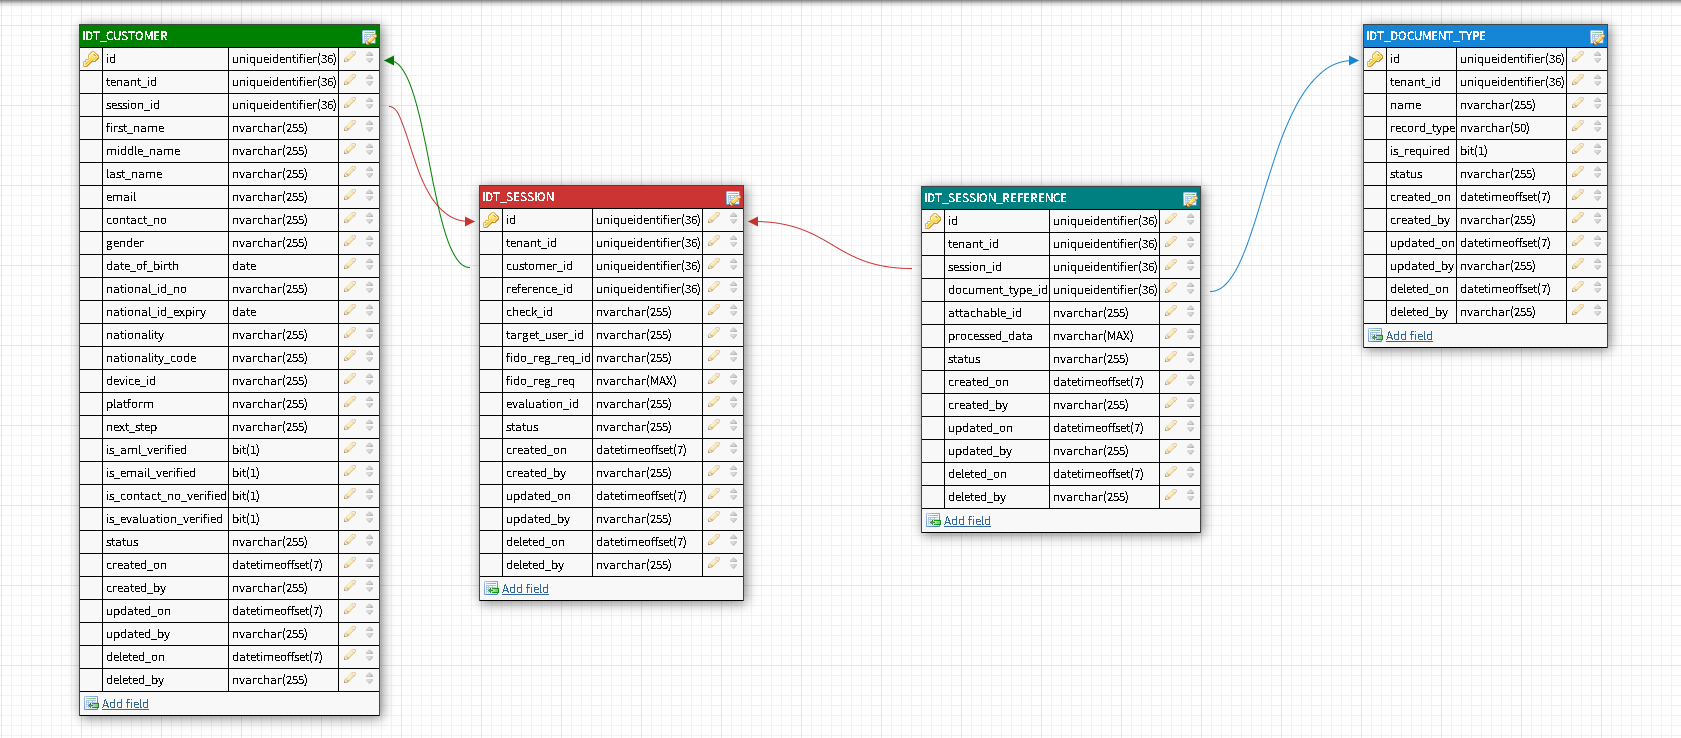 IDT_CUSTOMER
id uniqueidentifier(36)
tenant_id uniqueidentifier(36)
session_id uniqueidentifier(36)
first_name nvarchar(255)
middle_name nvarchar(255)
last_name nvarchar(255)
email nvarchar(255)
contact_no nvarchar(255)
gender nvarchar(255)
date_of_birth date
national_id_no nvarchar(255)
national_id_expiry date
nationality nvarchar(255)
nationality_code nvarchar(255)
device_id nvarchar(255)
platform nvarchar(255)
next_step nvarchar(255)
is_aml_verified bit(1)
is_email_verified bit(1)
is_contact_no_verified bit(1)
is_evaluation_verified bit(1)
status nvarchar(255)
created_on datetimeoffset(7)
created_by nvarchar(255)
updated_on datetimeoffset(7)
updated_by nvarchar(255)
deleted_on datetimeoffset(7)
deleted_by nvarchar(255)
Add field
IDT_SESSION
id uniqueidentifier(36)
tenant_id uniqueidentifier(36)
customer_id uniqueidentifier(36)
reference_id uniqueidentifier(36)
check_id nvarchar(255)
target_user_id nvarchar(255)
fido_reg_req_id nvarchar(255)
fido_reg_req nvarchar(MAX)
evaluation_id nvarchar(255)
status nvarchar(255)
created_on datetimeoffset(7)
created_by nvarchar(255)
updated_on datetimeoffset(7)
updated_by nvarchar(255)
deleted_on datetimeoffset(7)
deleted_by nvarchar(255)
Add field
IDT_SESSION_REFERENCE
id uniqueidentifier(36)
tenant_id uniqueidentifier(36)
session_id uniqueidentifier(36)
document_type_id uniqueidentifier(36)
attachable_id nvarchar(255)
processed_data nvarchar(MAX)
status nvarchar(255)
created_on datetimeoffset(7)
created_by nvarchar(255)
updated_on datetimeoffset(7)
updated_by nvarchar(255)
deleted_on datetimeoffset(7)
deleted_by nvarchar(255)
Add field
IDT_DOCUMENT_TYPE
id uniqueidentifier(36)
tenant_id uniqueidentifier(36)
name nvarchar(255)
record_type nvarchar(50)
is_required bit(1)
status nvarchar(255)
created_on datetimeoffset(7)
created_by nvarchar(255)
updated_on datetimeoffset(7)
updated_by nvarchar(255)
deleted_on datetimeoffset(7)
deleted_by nvarchar(255)
Add field